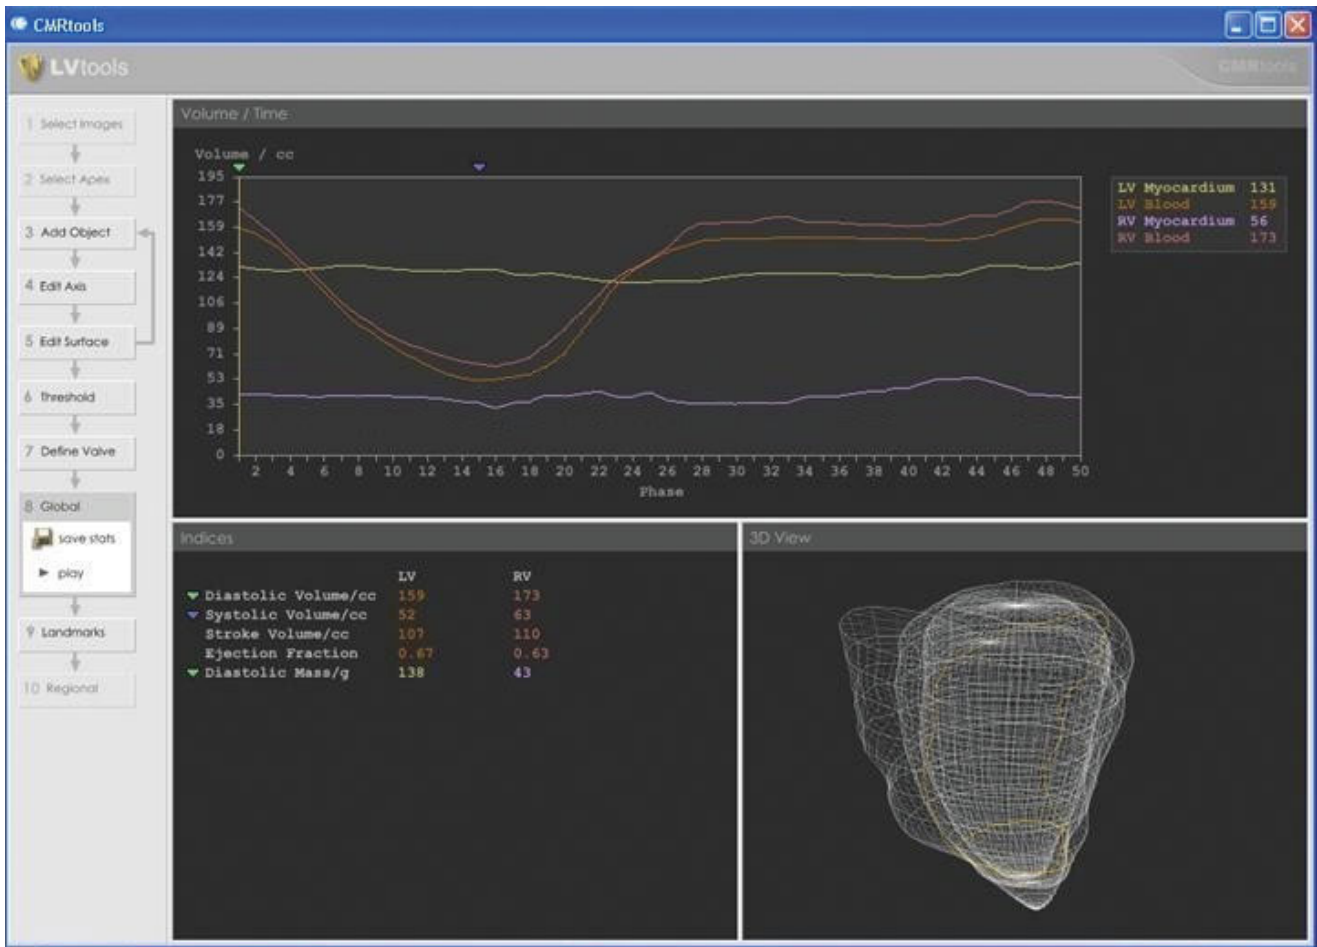 CMRtools
LVtools
CMRtools
1 Select Images
2 Select Apex
3 Add Object
4 Edit Axis
5 Edit Surface
6 Threshold
7 Define Valve
8 Global
save stats
play
9 Landmarks
10 Regional
Volume / Time
Volume / cc
195
177
159
142
124
106
89
71
53
35
18
0
2 4 6 8 10 12 14 16 18 20 22 24 26 28 30 32 34 36 38 40 42 44 46 48 50
Phase
LV Myocardium 131
LV Blood 159
RV Myocardium 56
RV Blood 173
Indices
LV RV
Diastolic Volume/cc 159 173
Systolic Volume/cc 52 63
Stroke Volume/cc 107 110
Ejection Fraction 0.67 0.63
Diastolic Mass/g 138 43
3D View